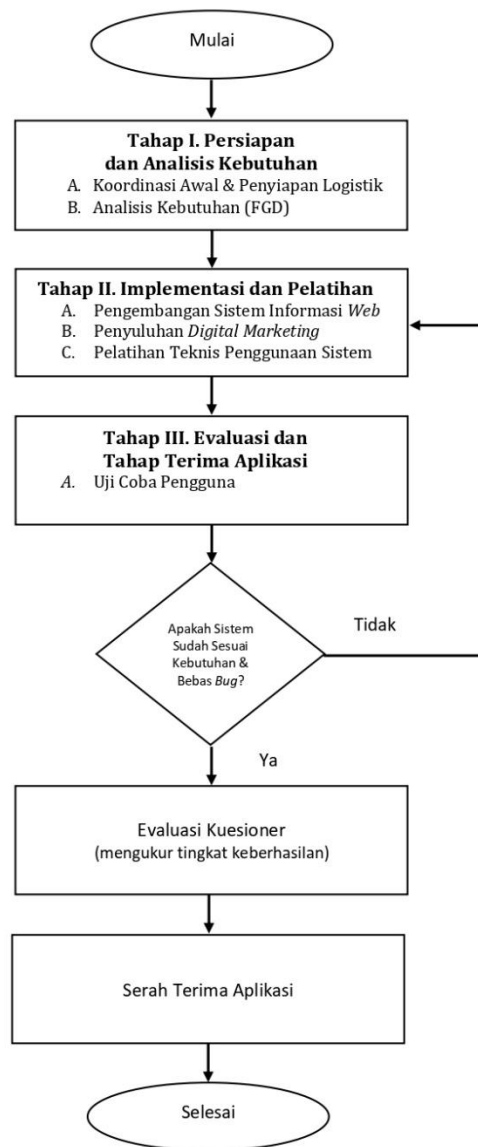 Mulai
Tahap I. Persiapan
dan Analisis Kebutuhan
A. Koordinasi Awal & Penyiapan Logistik
B. Analisis Kebutuhan (FGD)
Tahap II. Implementasi dan Pelatihan
A. Pengembangan Sistem Informasi Web
B. Penyuluhan Digital Marketing
C. Pelatihan Teknis Penggunaan Sistem
Tahap III. Evaluasi dan
Tahap Terima Aplikasi
A. Uji Coba Pengguna
Apakah Sistem
Sudah Sesuai
Kebutuhan &
Bebas Bug?
Tidak
Ya
Evaluasi Kuesioner
(mengukur tingkat keberhasilan)
Serah Terima Aplikasi
Selesai